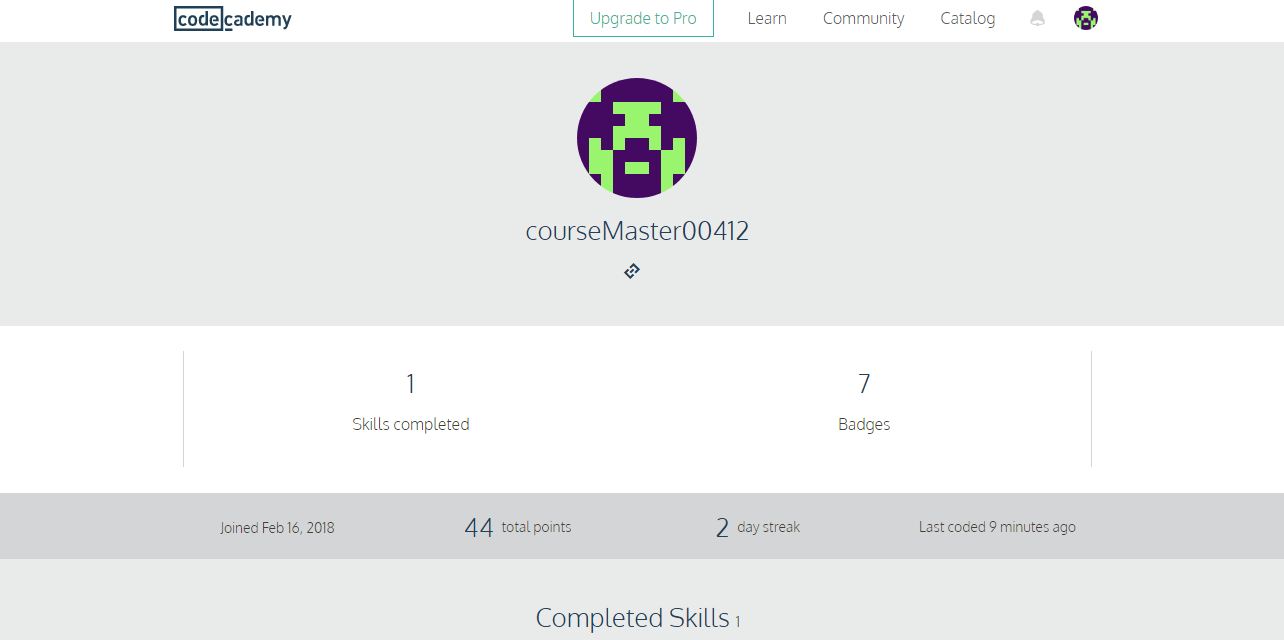 codecademy
Upgrade to Pro Learn Community Catalog
courseMaster00412
1
Skills completed
7
Badges
Joined Feb 16, 2018 44 total points 2 day streak Last coded 9 minutes ago
Completed Skills 1